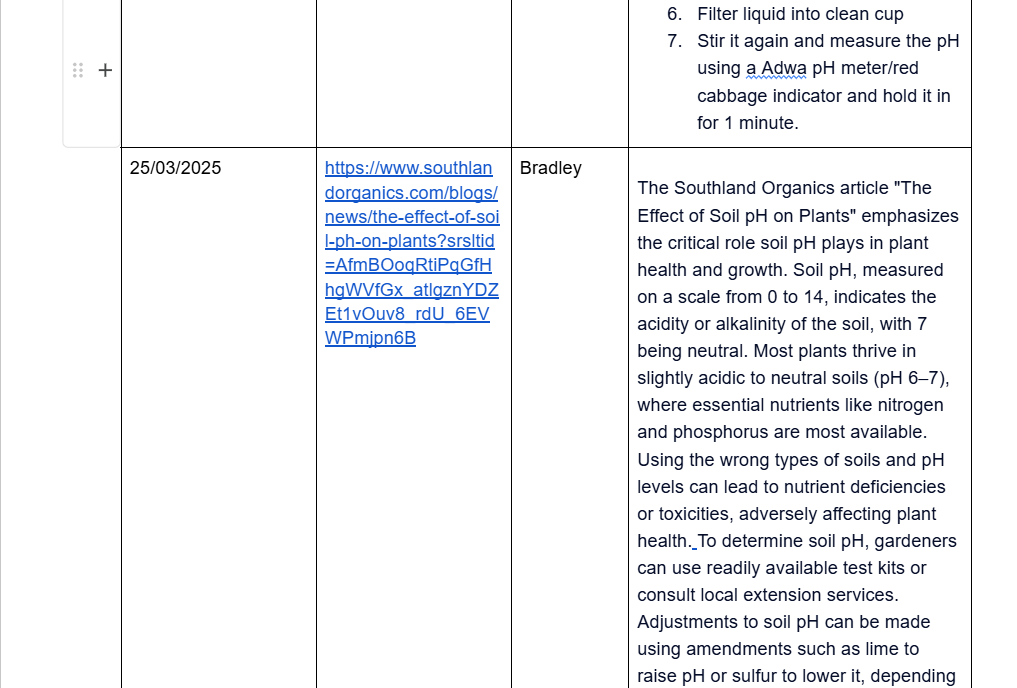 6. Filter liquid into clean cup
7. Stir it again and measure the pH
using a Adwa pH meter/red
cabbage indicator and hold it in
for 1 minute.
25/03/2025
https://www.southlan
dorganics.com/blogs/
news/the-effect-of-soi
l-ph-on-plants?srsltid
=AfmBOoqRtiPqGfH
hgWVfGx_atlgznYDZ
Et1vOuv8_rdU_6EV
WPmjpn6B
Bradley
The Southland Organics article "The
Effect of Soil pH on Plants" emphasizes
the critical role soil pH plays in plant
health and growth. Soil pH, measured
on a scale from 0 to 14, indicates the
acidity or alkalinity of the soil, with 7
being neutral. Most plants thrive in
slightly acidic to neutral soils (pH 6–7),
where essential nutrients like nitrogen
and phosphorus are most available.
Using the wrong types of soils and pH
levels can lead to nutrient deficiencies
or toxicities, adversely affecting plant
health. To determine soil pH, gardeners
can use readily available test kits or
consult local extension services.
Adjustments to soil pH can be made
using amendments such as lime to
raise pH or sulfur to lower it, depending